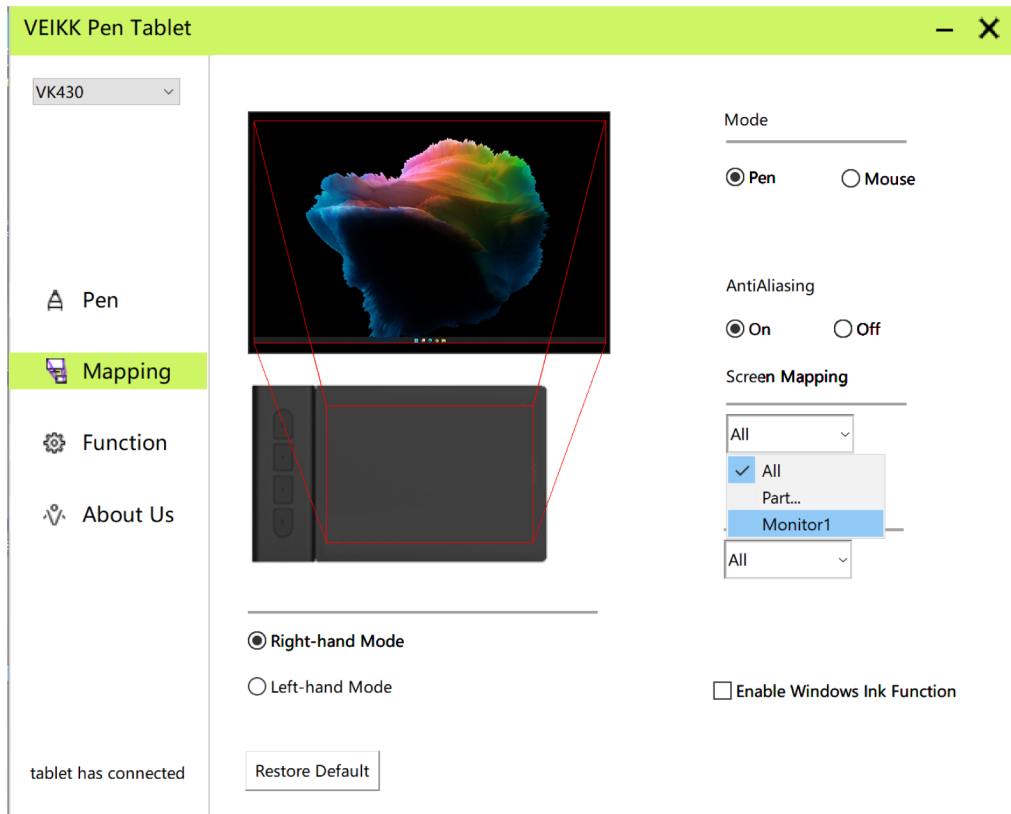 VEIKK Pen Tablet
VK430
Pen
Mapping
Function
About Us
tablet has connected
Right-hand Mode
Left-hand Mode
Restore Default
Mode
Pen
Mouse
AntiAliasing
On
Off
Screen Mapping
All
All
Part...
Monitor1
All
Enable Windows Ink Function